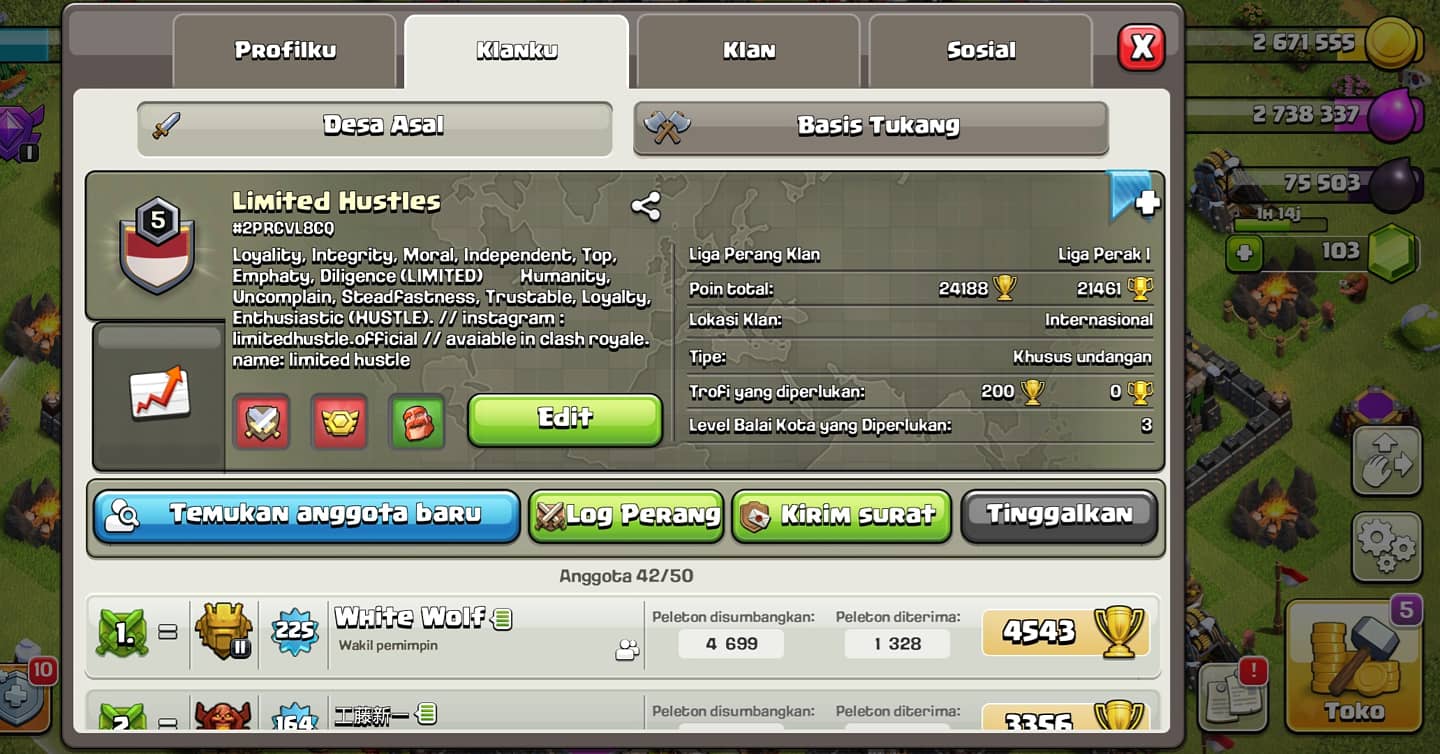 Profilku
Klanku
Klan
Sosial
X
2 671 555
Desa Asal
Basis Tukang
2 738 337
75 503
1H 14j
103
5
Limited Hustles
#2PRCVL8CQ
Loyality, Integrity, Moral, Independent, Top,
Emphaty, Diligence (LIMITED) Humanity,
Uncomplain, Steadfastness, Trustable, Loyalty,
Enthusiastic (HUSTLE). // instagram :
limitedhustle.official // avaiable in clash royale.
name: limited hustle
Edit
Liga Perang Klan Liga Perak I
Poin total: 24188 21461
Lokasi Klan: Internasional
Tipe: Khusus undangan
Trofi yang diperlukan: 200 0
Level Balai Kota yang Diperlukan: 3
Temukan anggota baru
Log Perang
Kirim surat
Tinggalkan
Anggota 42/50
1. = II 225 White Wolf
Wakil pemimpin
Peleton disumbangkan: Peleton diterima:
4 699 1 328
4543
2. = 164 工藤新一
Peleton disumbangkan: Peleton diterima:
3356
I
10
!
5
Toko